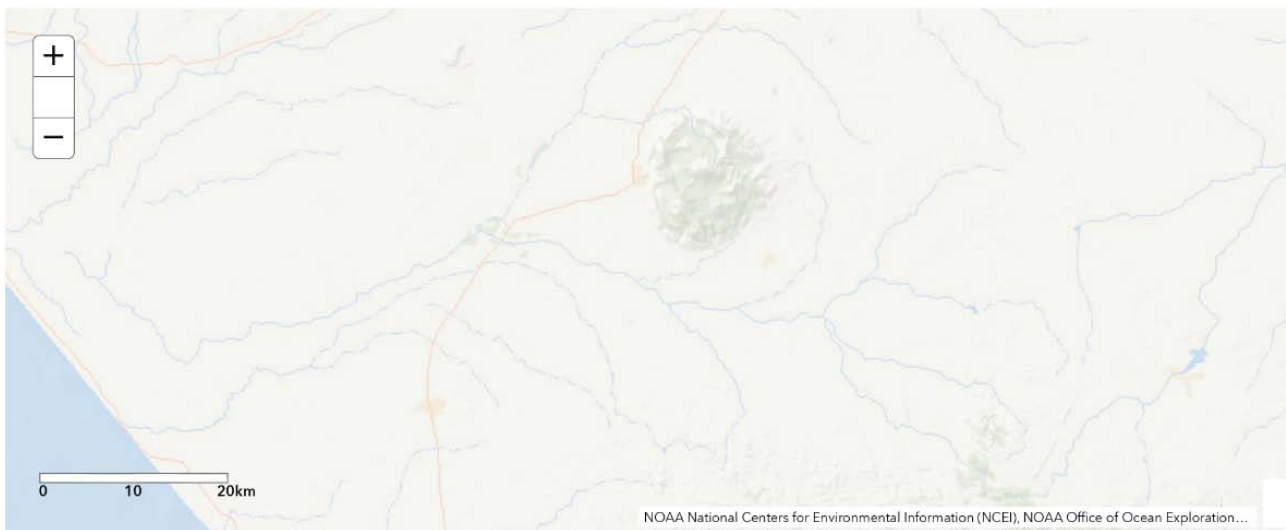 +
−
0 10 20km
NOAA National Centers for Environmental Information (NCEI), NOAA Office of Ocean Exploration...